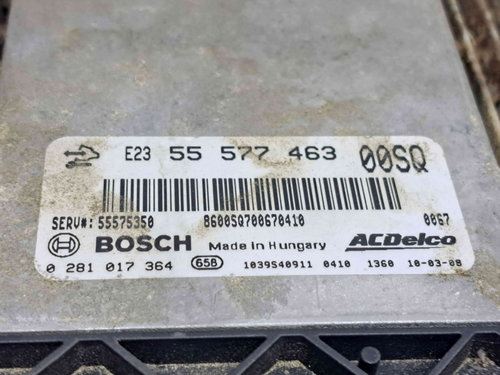 E23 55 577 463 00SQ
SERV#: 55575350 8600SQ700670410 0067
BOSCH Made in Hungary ACDelco
0 281 017 364 658 1039S40911 0410 1360 10-03-08